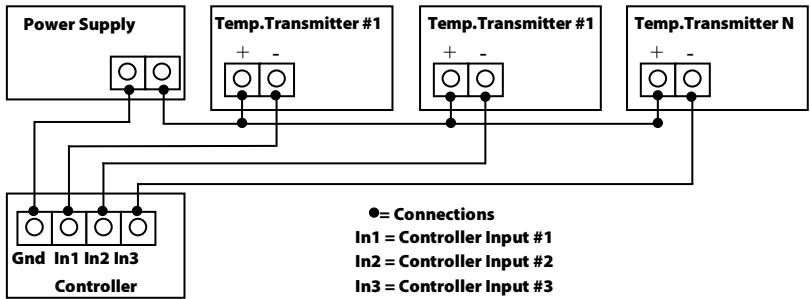 Power Supply
Temp.Transmitter #1
Temp.Transmitter #1
Temp.Transmitter N
+ -
+ -
+ -
Gnd In1 In2 In3
Controller
●= Connections
In1 = Controller Input #1
In2 = Controller Input #2
In3 = Controller Input #3